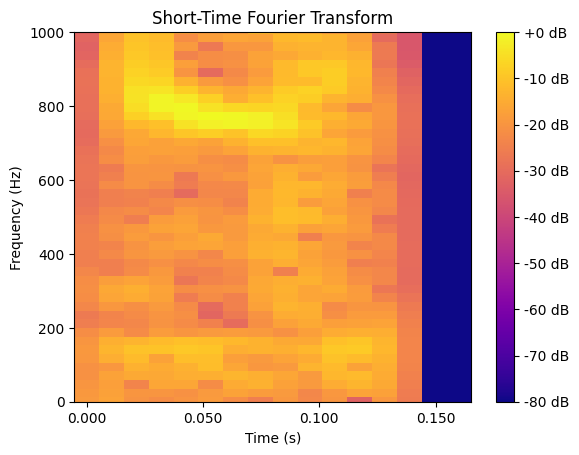 Short-Time Fourier Transform
1000
800
600
400
200
0
Frequency (Hz)
0.000
0.050
0.100
0.150
Time (s)
+0 dB
-10 dB
-20 dB
-30 dB
-40 dB
-50 dB
-60 dB
-70 dB
-80 dB